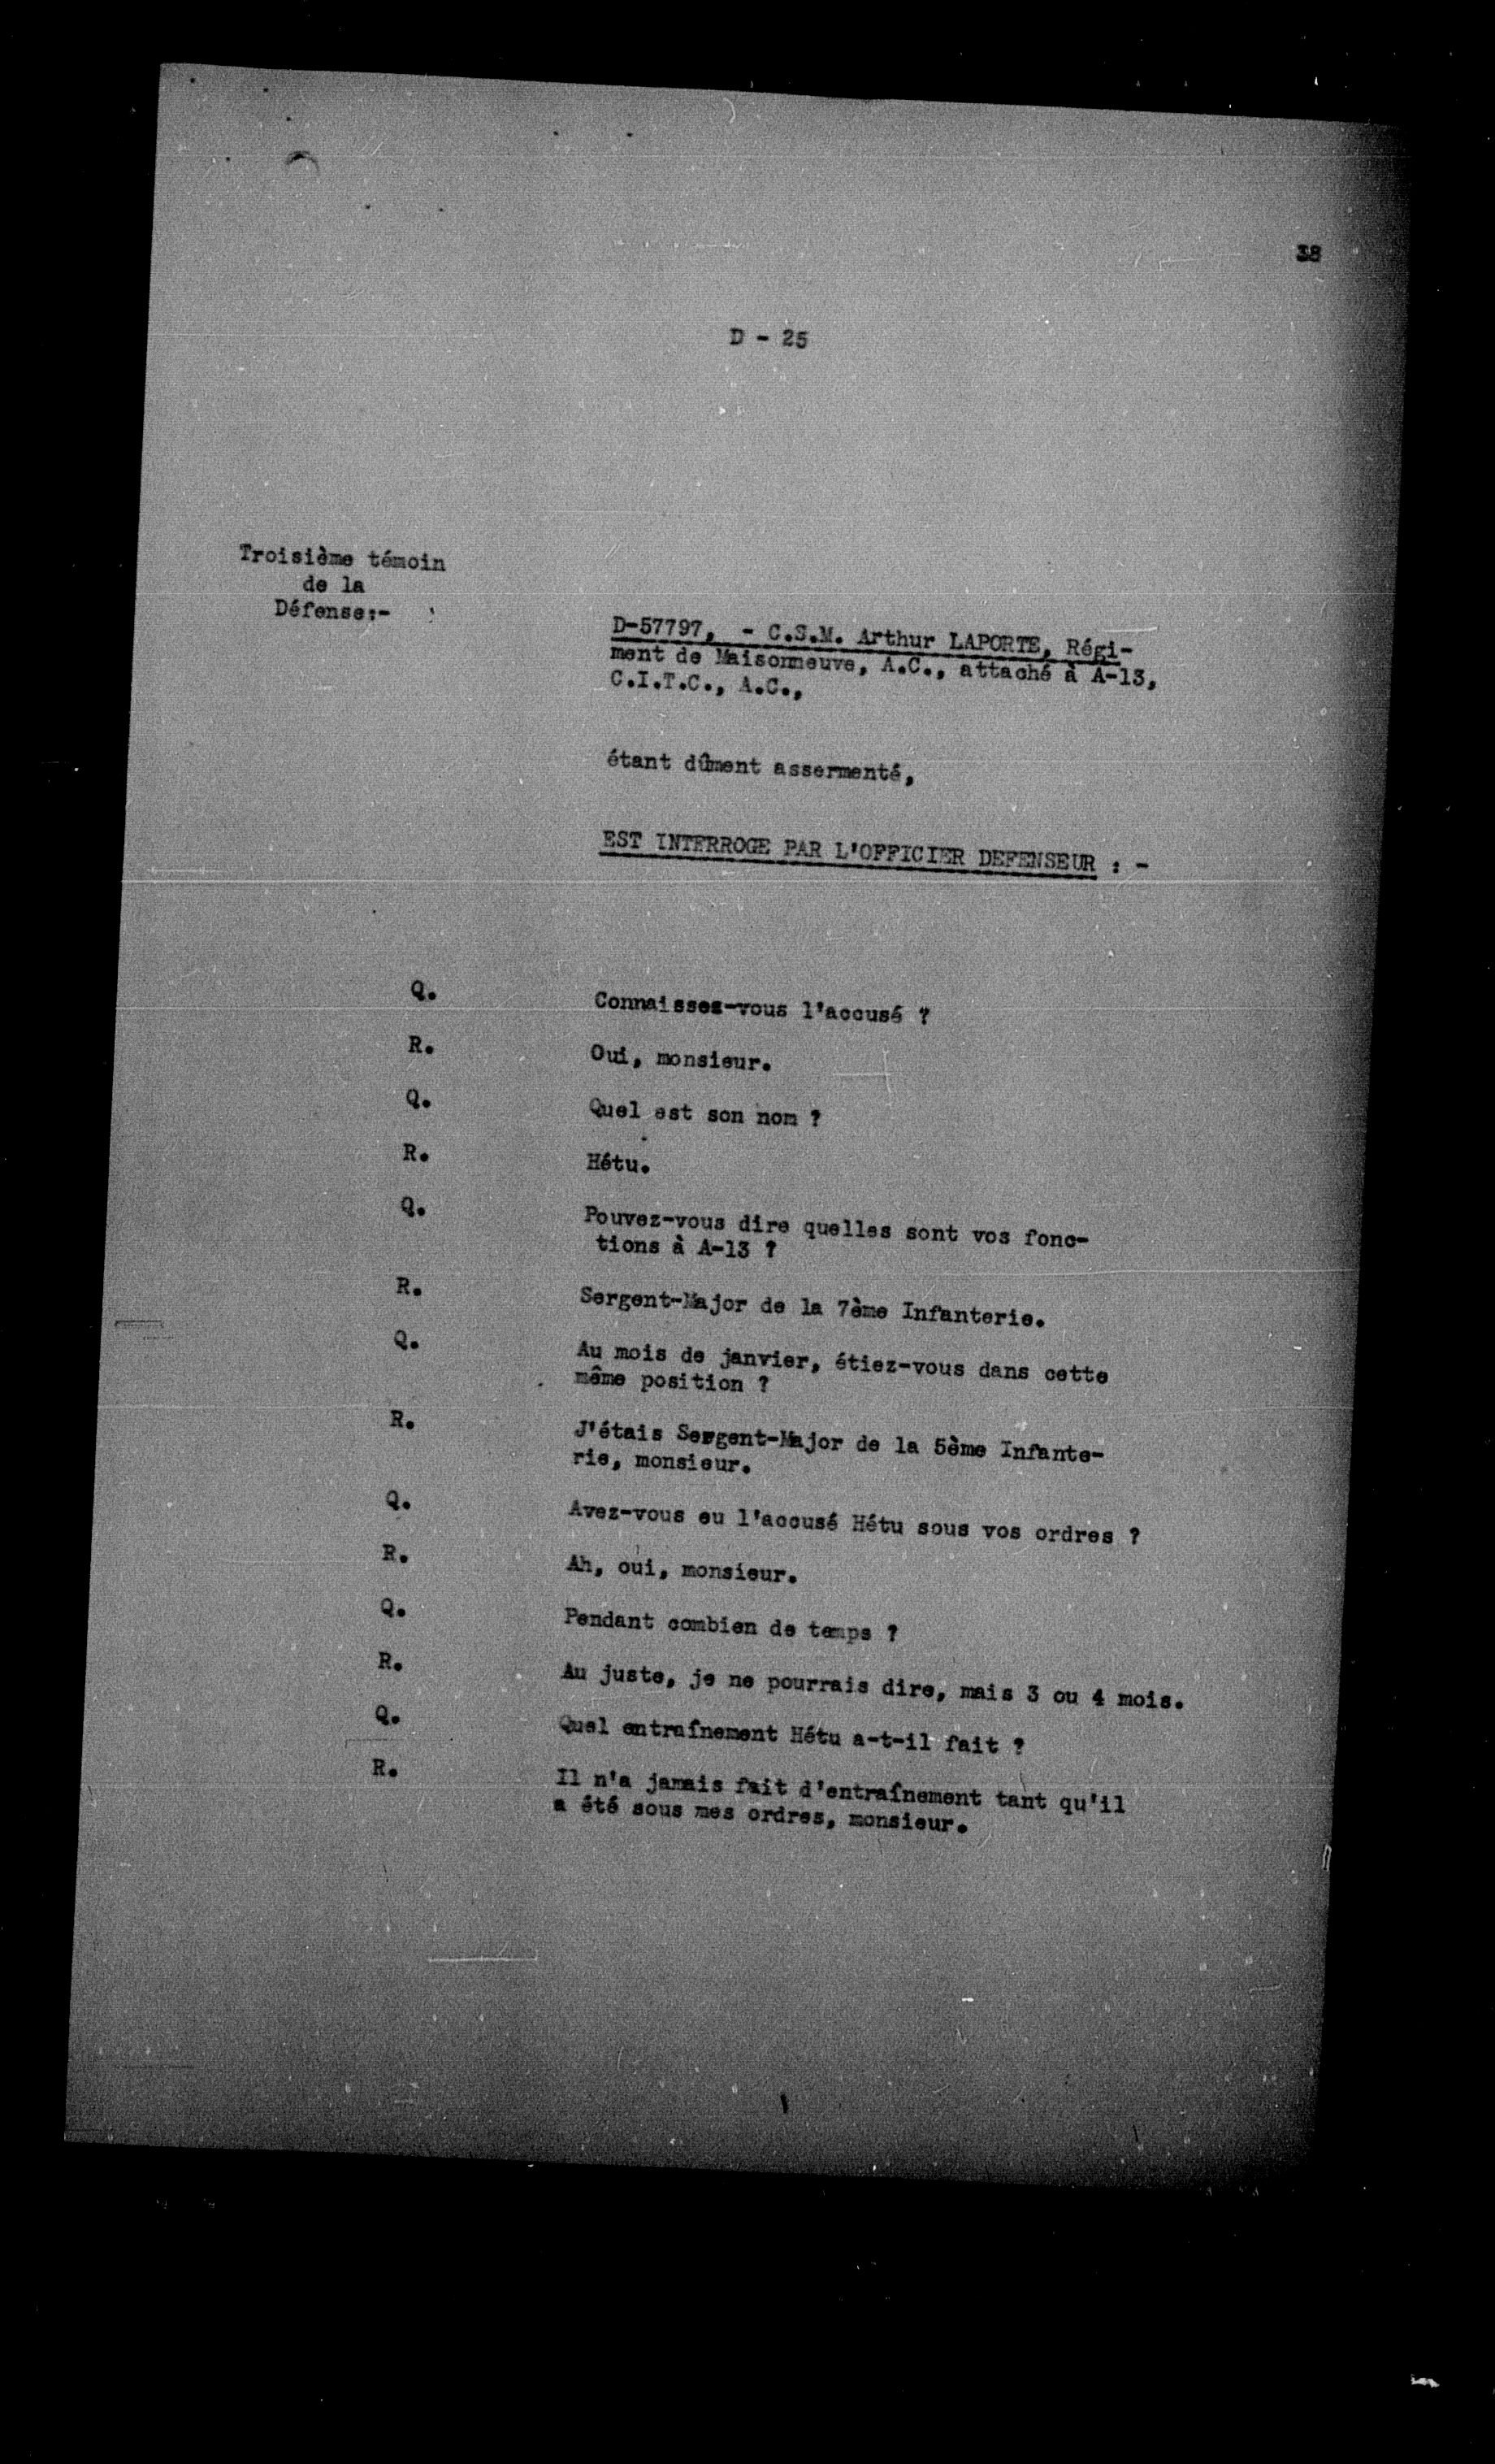 38
D - 25
Troisième témoin
de la
Défense:-
D-57797, - C.S.M. Arthur LAPORTE, Régi-
ment de Maisonneuve, A.C., attaché à A-13,
C.I.T.C., A.C.,
étant dûment assermenté,
EST INTERROGE PAR L'OFFICIER DEFENSEUR : -
Q. Connaissez-vous l'accusé ?
R. Oui, monsieur.
Q. Quel est son nom ?
R. Hétu.
Q. Pouvez-vous dire quelles sont vos fonc-
tions à A-13 ?
R. Sergent-Major de la 7ème Infanterie.
Q. Au mois de janvier, étiez-vous dans cette
même position ?
R. J'étais Sergent-Major de la 5ème Infante-
rie, monsieur.
Q. Avez-vous eu l'accusé Hétu sous vos ordres ?
R. Ah, oui, monsieur.
Q. Pendant combien de temps ?
R. Au juste, je ne pourrais dire, mais 3 ou 4 mois.
Q. Quel entraînement Hétu a-t-il fait ?
R. Il n'a jamais fait d'entraînement tant qu'il
a été sous mes ordres, monsieur.